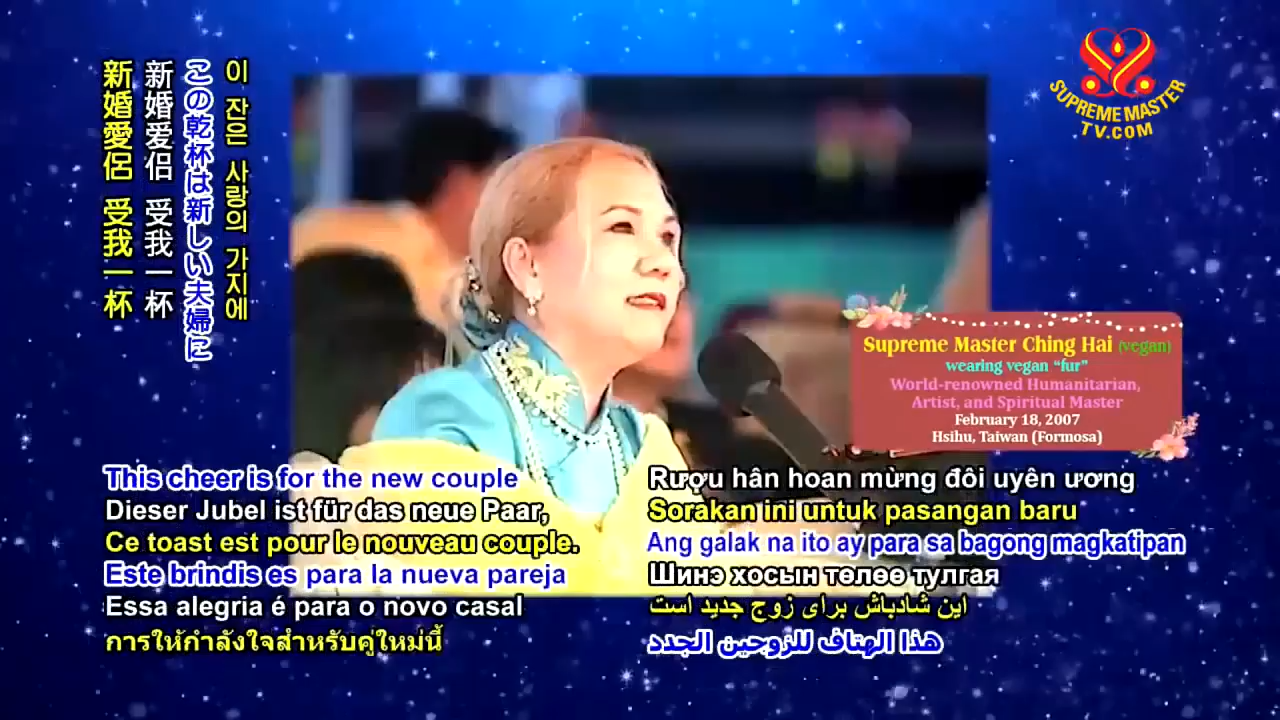 新婚愛侶 受我一杯
新婚爱侣 受我一杯
この乾杯は新しい夫婦に
이 잔은 사랑의 가지에
SUPREME MASTER
TV.COM
Supreme Master Ching Hai (vegan)
wearing vegan “fur”
World-renowned Humanitarian,
Artist, and Spiritual Master
February 18, 2007
Hsihu, Taiwan (Formosa)
This cheer is for the new couple
Dieser Jubel ist für das neue Paar,
Ce toast est pour le nouveau couple.
Este brindis es para la nueva pareja
Essa alegria é para o novo casal
การให้กำลังใจสำหรับคู่ใหม่นี้
Rượu hân hoan mừng đôi uyên ương
Sorakan ini untuk pasangan baru
Ang galak na ito ay para sa bagong magkatipan
Шинэ хосын төлөө тулгая
این شادباش برای زوج جدید است
هذا الهتاف للزوجين الجدد